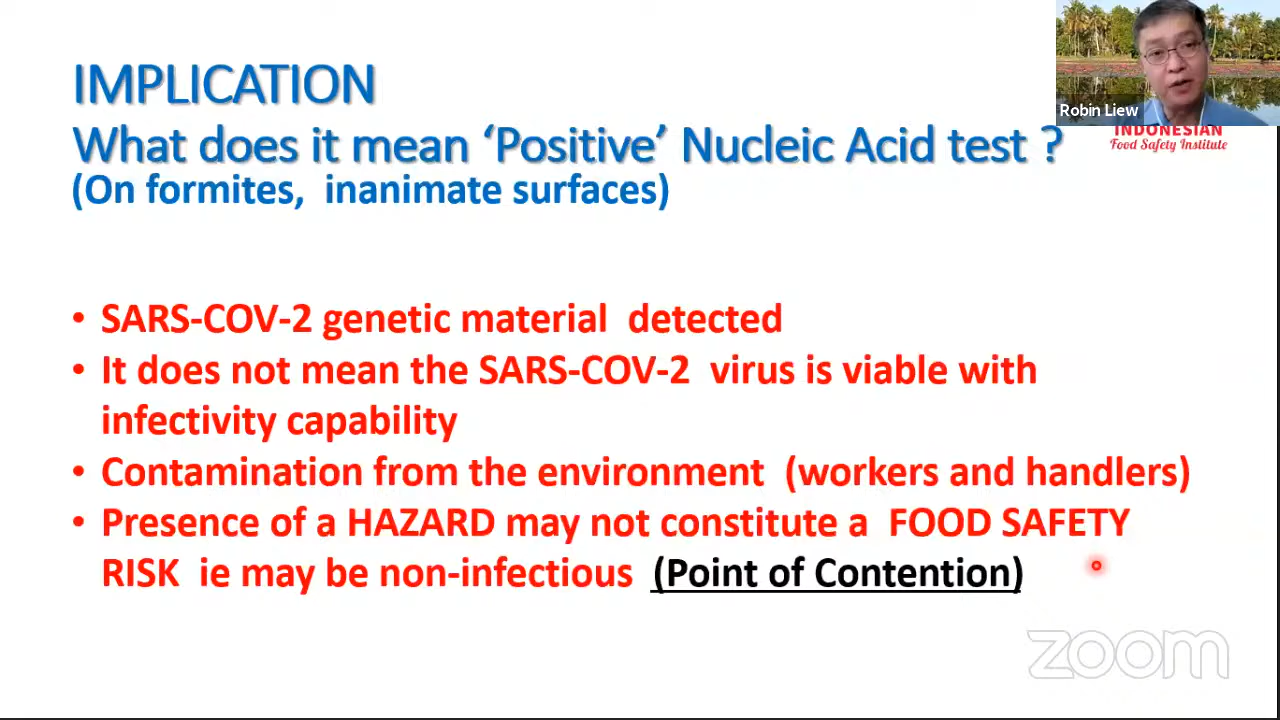 IMPLICATION
What does it mean ‘Positive’ Nucleic Acid test ?
(On formites, inanimate surfaces)
Robin Liew
INDONESIAN
Food Safety Institute
• SARS-COV-2 genetic material detected
• It does not mean the SARS-COV-2 virus is viable with
infectivity capability
• Contamination from the environment (workers and handlers)
• Presence of a HAZARD may not constitute a FOOD SAFETY
RISK ie may be non-infectious (Point of Contention)
zoom